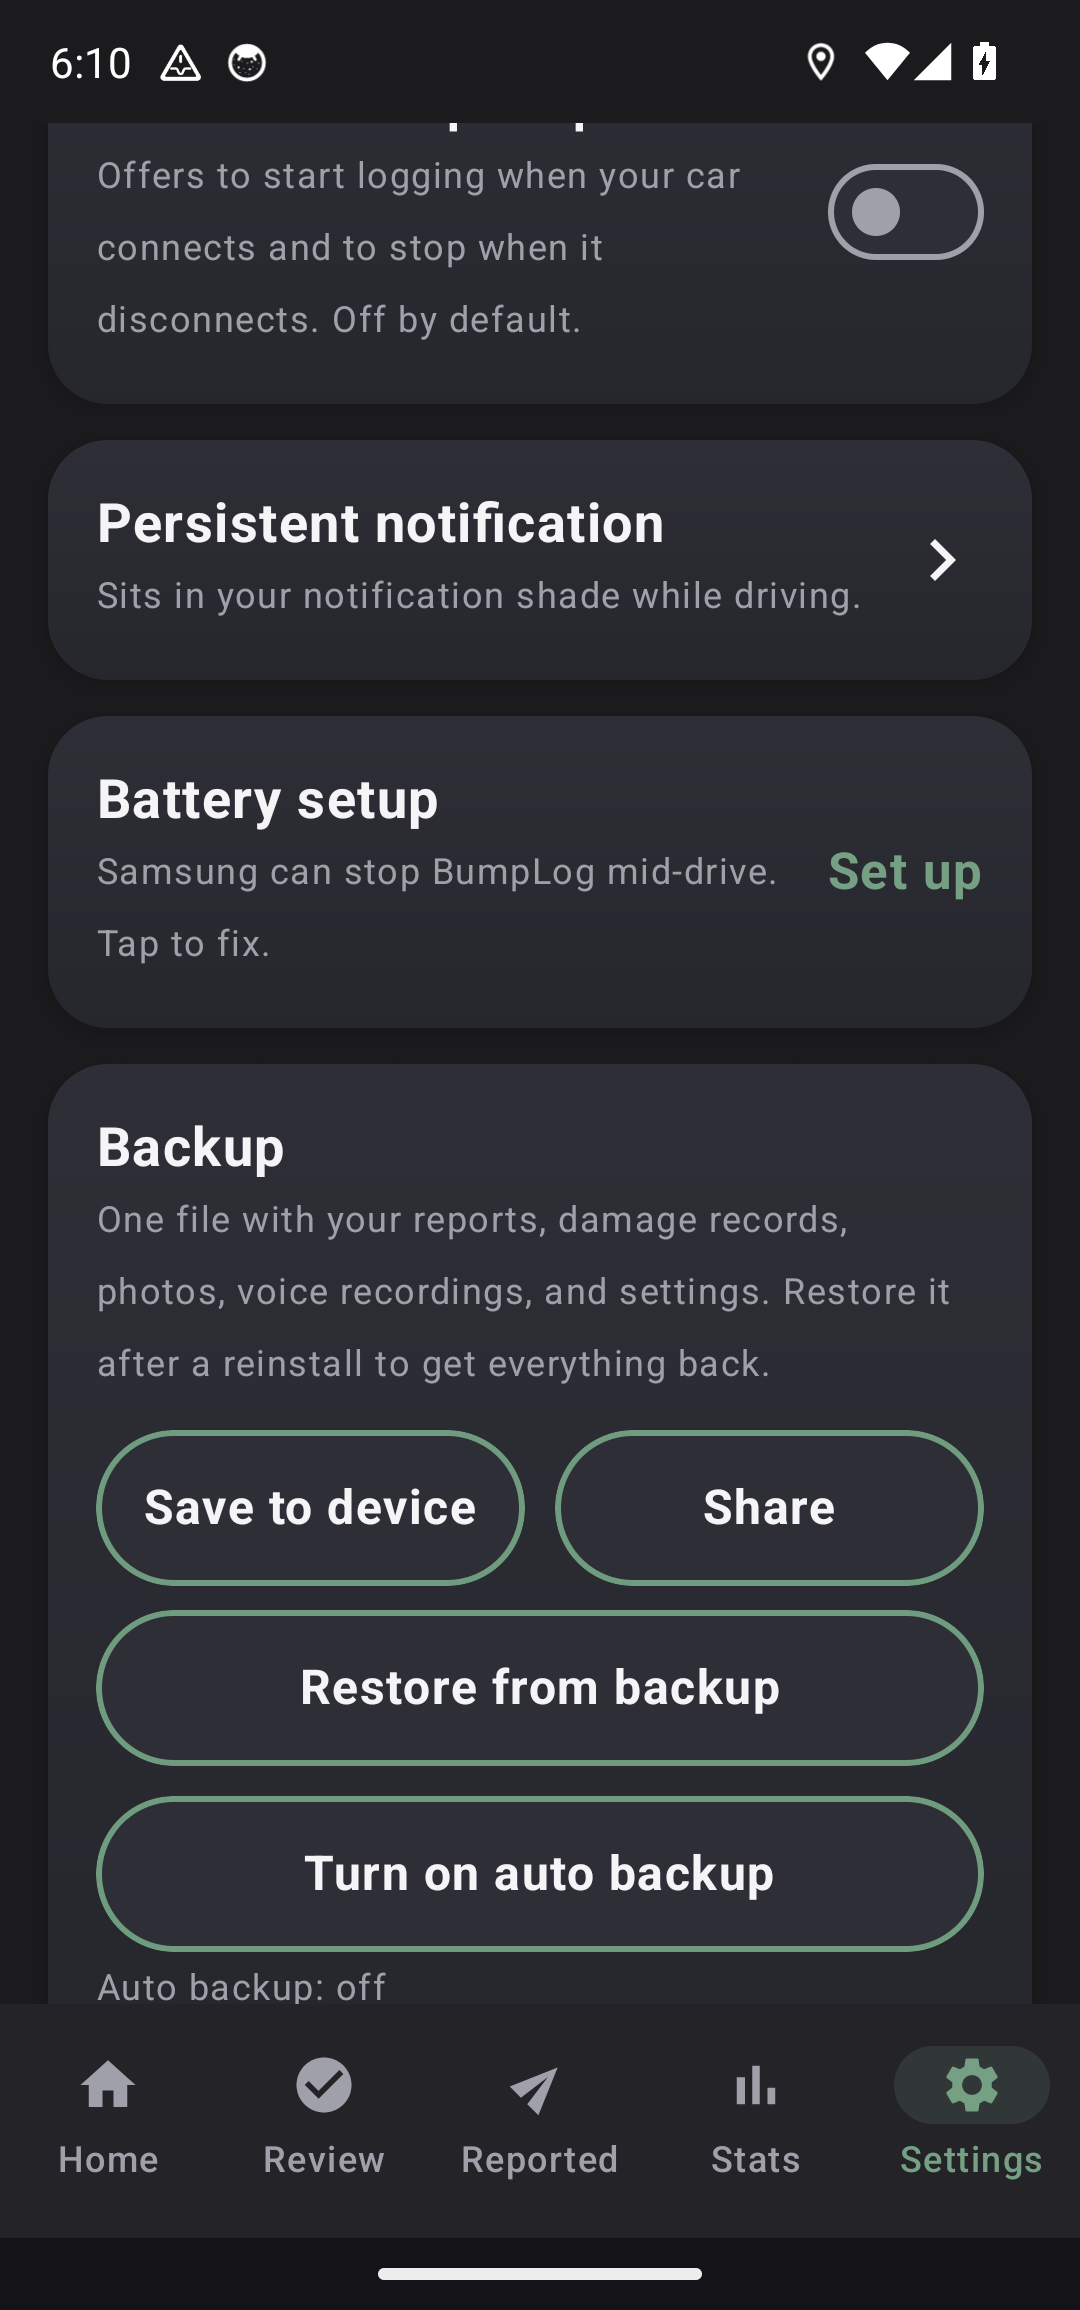 6:10
Offers to start logging when your car
connects and to stop when it
disconnects. Off by default.
Persistent notification
Sits in your notification shade while driving.
Battery setup
Samsung can stop BumpLog mid-drive.
Tap to fix.
Set up
Backup
One file with your reports, damage records,
photos, voice recordings, and settings. Restore it
after a reinstall to get everything back.
Save to device
Share
Restore from backup
Turn on auto backup
Auto backup: off
Home
Review
Reported
Stats
Settings